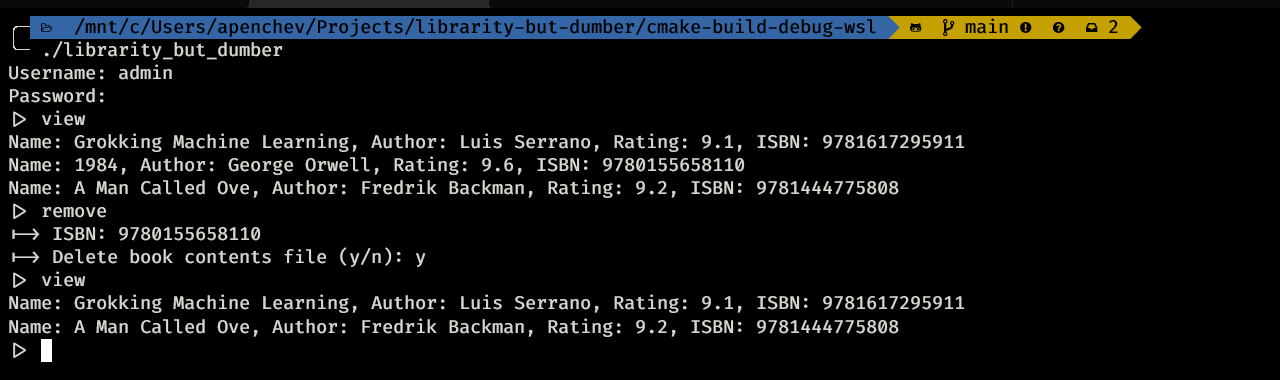 /mnt/c/Users/apenchev/Projects/librarity-but-dumber/cmake-build-debug-wsl main 2
./librarity_but_dumber
Username: admin
Password:
▷ view
Name: Grokking Machine Learning, Author: Luis Serrano, Rating: 9.1, ISBN: 9781617295911
Name: 1984, Author: George Orwell, Rating: 9.6, ISBN: 9780155658110
Name: A Man Called Ove, Author: Fredrik Backman, Rating: 9.2, ISBN: 9781444775808
▷ remove
↦ ISBN: 9780155658110
↦ Delete book contents file (y/n): y
▷ view
Name: Grokking Machine Learning, Author: Luis Serrano, Rating: 9.1, ISBN: 9781617295911
Name: A Man Called Ove, Author: Fredrik Backman, Rating: 9.2, ISBN: 9781444775808
▷